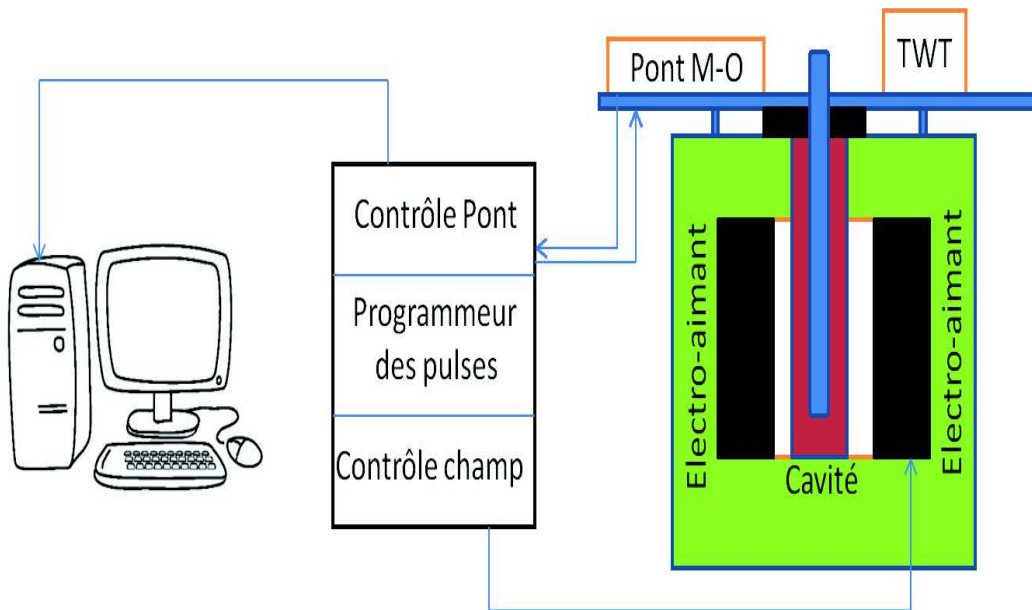 Pont M-O
TWT
Contrôle Pont
Programmeur
des pulses
Contrôle champ
Electro-aimant
Electro-aimant
Cavité